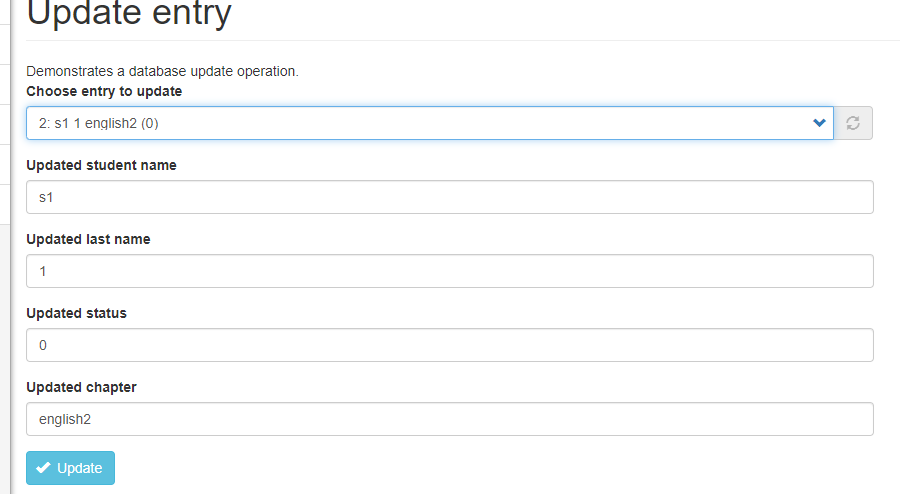 Update entry
Demonstrates a database update operation.
Choose entry to update
2: s1 1 english2 (0)
Updated student name
s1
Updated last name
1
Updated status
0
Updated chapter
english2
Update